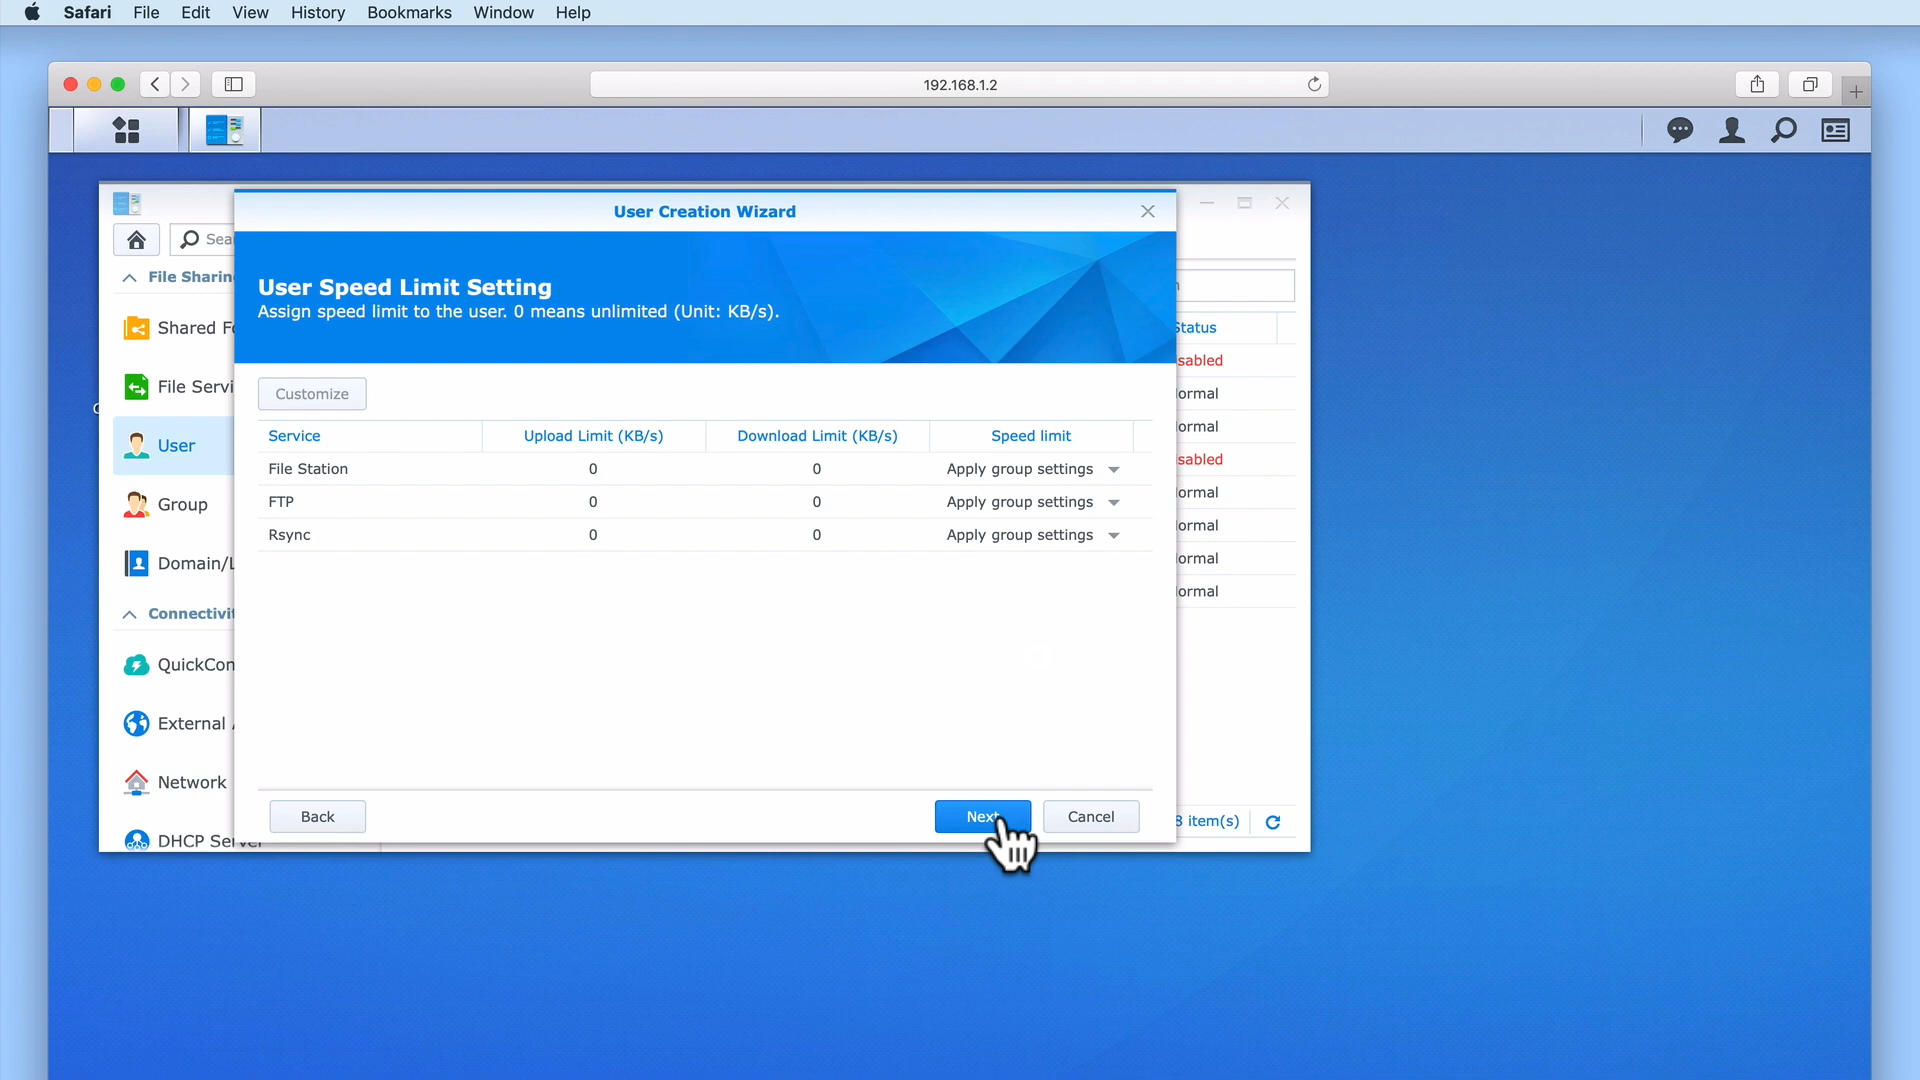 Safari File Edit View History Bookmarks Window Help
192.168.1.2
User Creation Wizard
Sea
File Sharin
User Speed Limit Setting
Assign speed limit to the user. 0 means unlimited (Unit: KB/s).
Shared Fo
File Servi
User
Group
Domain/L
Connectivit
QuickCon
External A
Network
DHCP Server
Customize
Service Upload Limit (KB/s) Download Limit (KB/s) Speed limit
File Station 0 0 Apply group settings
FTP 0 0 Apply group settings
Rsync 0 0 Apply group settings
Back Next Cancel
Status
sabled
ormal
ormal
sabled
ormal
ormal
ormal
ormal
8 item(s)